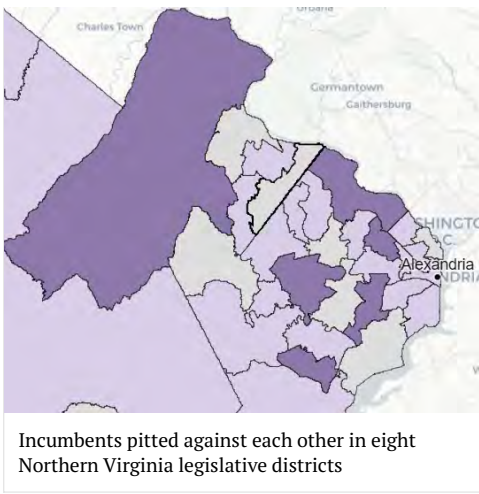 Charles Town
Germantown
Gaithersburg
Alexandria
Incumbents pitted against each other in eight
Northern Virginia legislative districts